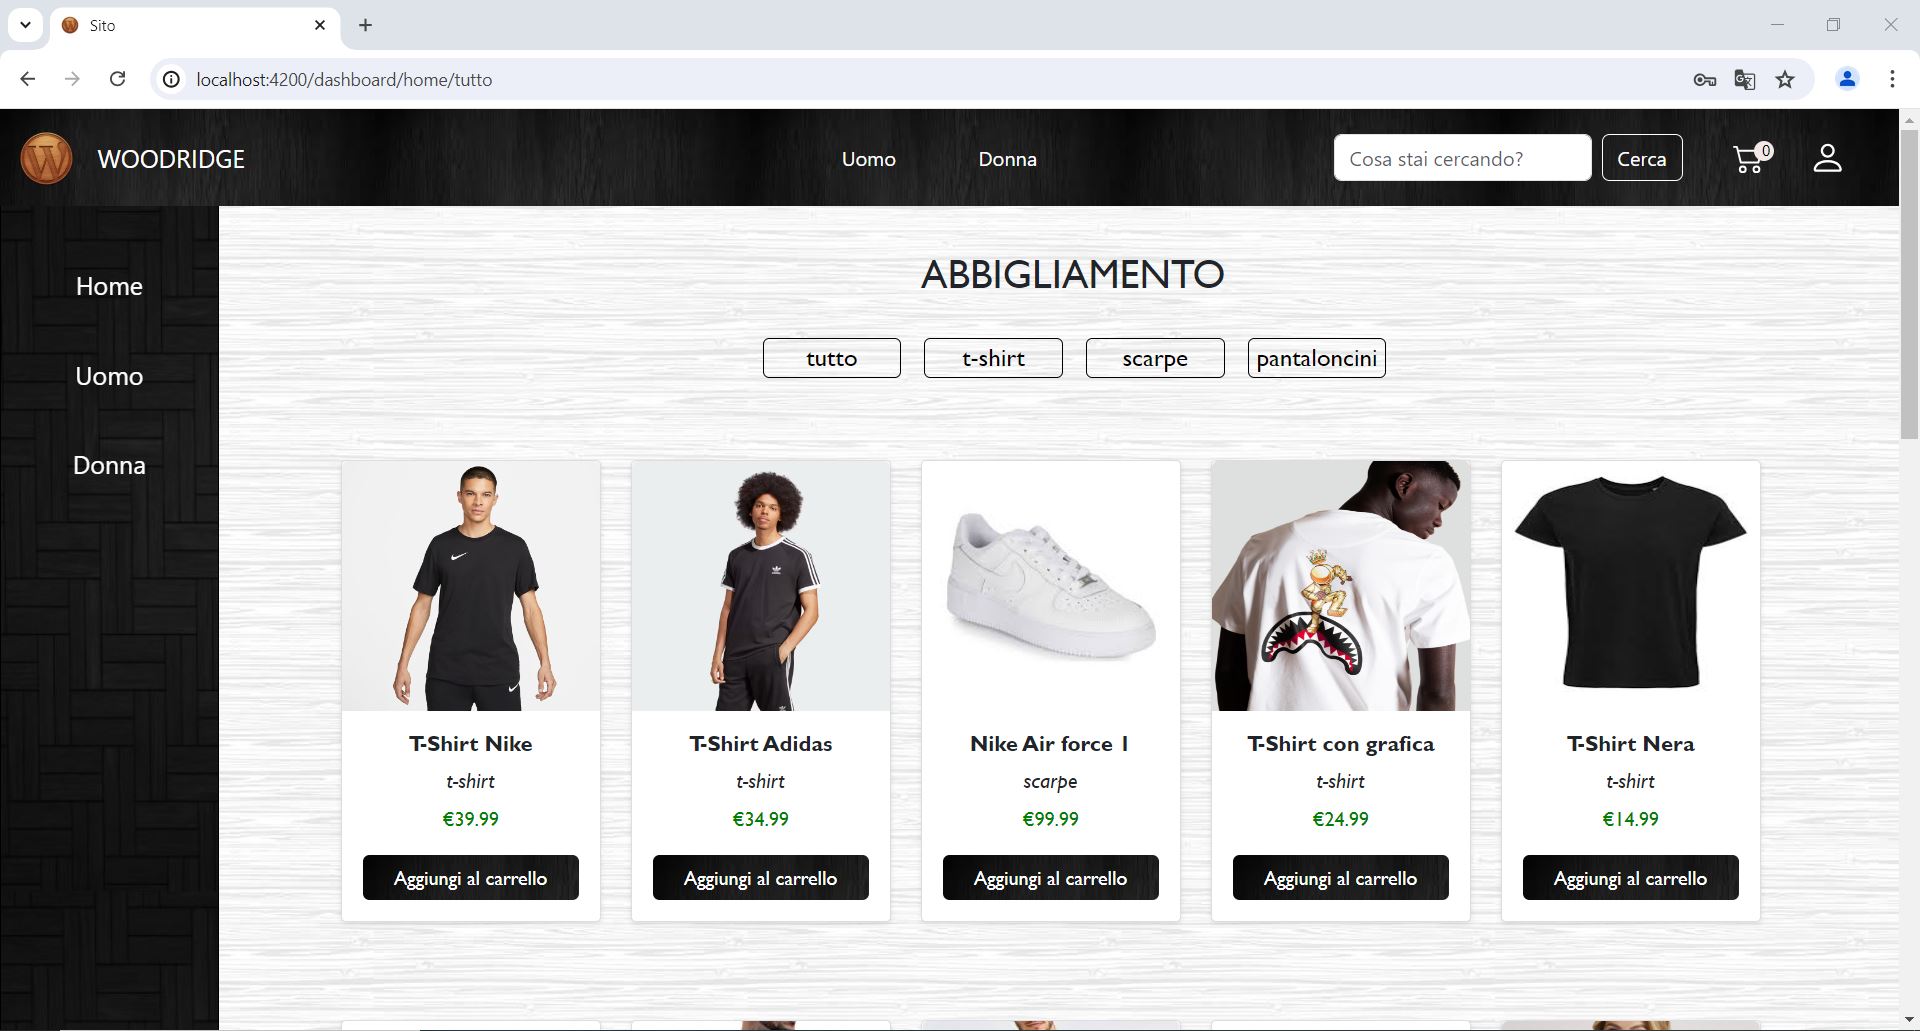 Sito
localhost:4200/dashboard/home/tutto
W WOODRIDGE
Uomo
Donna
Cosa stai cercando?
Cerca
0
Home
Uomo
Donna
ABBIGLIAMENTO
tutto
t-shirt
scarpe
pantaloncini
T-Shirt Nike
t-shirt
€39.99
Aggiungi al carrello
T-Shirt Adidas
t-shirt
€34.99
Aggiungi al carrello
Nike Air force 1
scarpe
€99.99
Aggiungi al carrello
T-Shirt con grafica
t-shirt
€24.99
Aggiungi al carrello
T-Shirt Nera
t-shirt
€14.99
Aggiungi al carrello